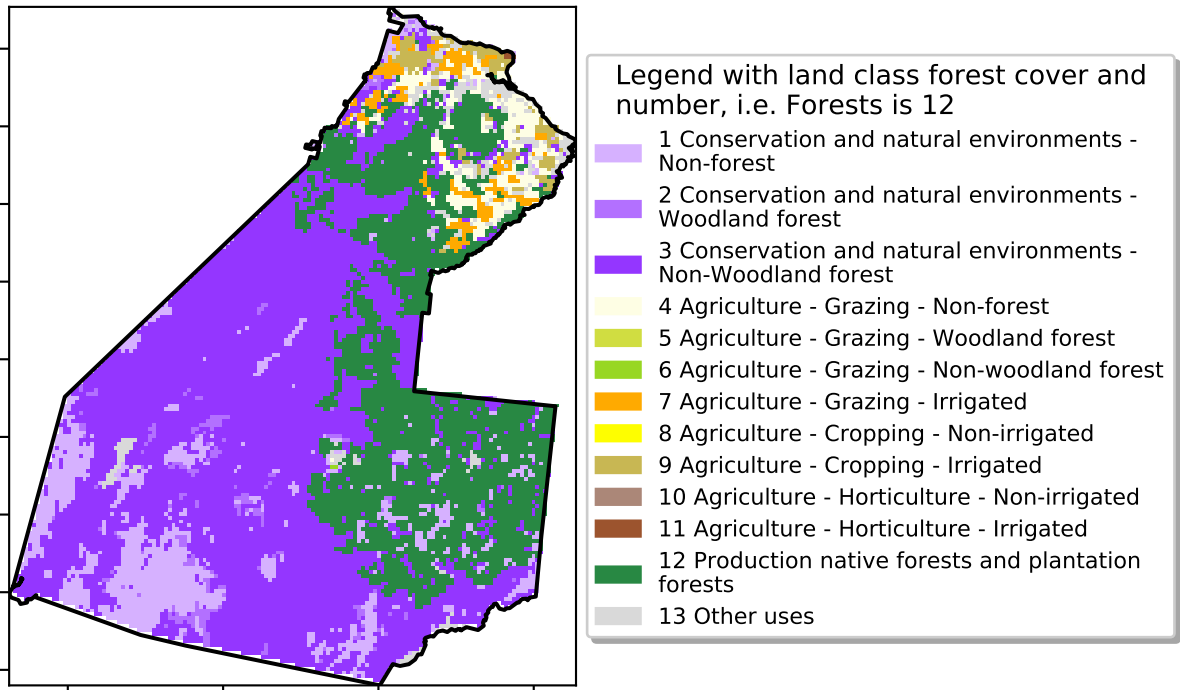 Legend with land class forest cover and
number, i.e. Forests is 12
1 Conservation and natural environments -
Non-forest
2 Conservation and natural environments -
Woodland forest
3 Conservation and natural environments -
Non-Woodland forest
4 Agriculture - Grazing - Non-forest
5 Agriculture - Grazing - Woodland forest
6 Agriculture - Grazing - Non-woodland forest
7 Agriculture - Grazing - Irrigated
8 Agriculture - Cropping - Non-irrigated
9 Agriculture - Cropping - Irrigated
10 Agriculture - Horticulture - Non-irrigated
11 Agriculture - Horticulture - Irrigated
12 Production native forests and plantation
forests
13 Other uses